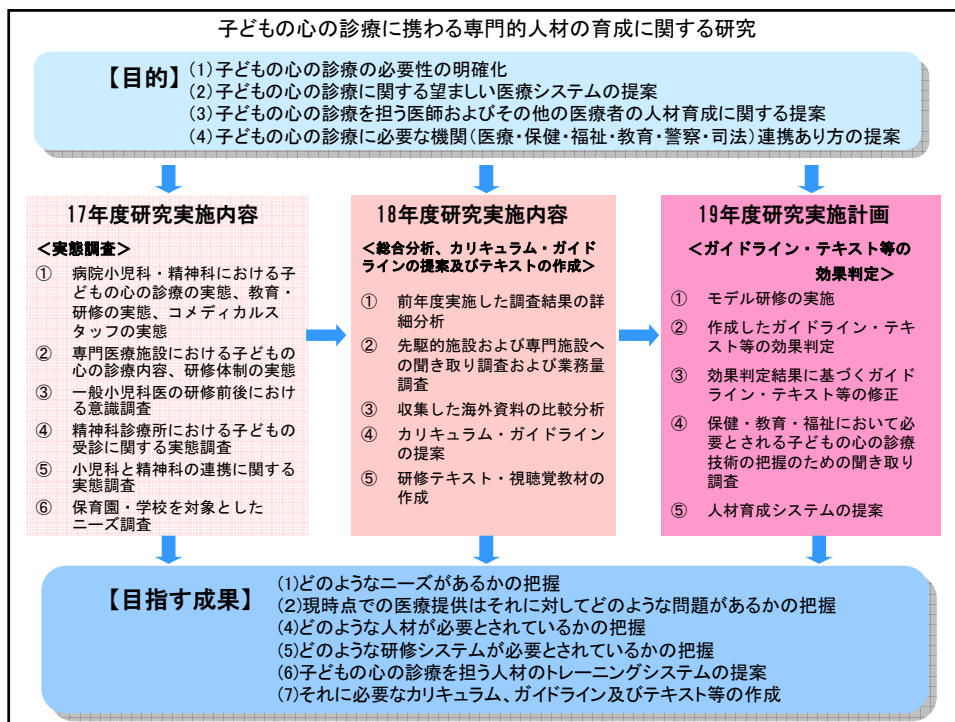 子どもの心の診療に携わる専門的人材の育成に関する研究
【目的】
(1)子どもの心の診療の必要性の明確化
(2)子どもの心の診療に関する望ましい医療システムの提案
(3)子どもの心の診療を担う医師およびその他の医療者の人材育成に関する提案
(4)子どもの心の診療に必要な機関(医療・保健・福祉・教育・警察・司法)連携あり方の提案
17年度研究実施内容
<実態調査>
① 病院小児科・精神科における子
どもの心の診療の実態、教育・
研修の実態、コメディカルス
タッフの実態
② 専門医療施設における子どもの
心の診療内容、研修体制の実態
③ 一般小児科医の研修前後におけ
る意識調査
④ 精神科診療所における子どもの
受診に関する実態調査
⑤ 小児科と精神科の連携に関する
実態調査
⑥ 保育園・学校を対象とした
ニーズ調査
18年度研究実施内容
<総合分析、カリキュラム・ガイド
ラインの提案及びテキストの作成>
① 前年度実施した調査結果の詳
細分析
② 先駆的施設および専門施設へ
の聞き取り調査および業務量
調査
③ 収集した海外資料の比較分析
④ カリキュラム・ガイドライン
の提案
⑤ 研修テキスト・視聴覚教材の
作成
19年度研究実施計画
<ガイドライン・テキスト等の
効果判定>
① モデル研修の実施
② 作成したガイドライン・テキ
スト等の効果判定
③ 効果判定結果に基づくガイド
ライン・テキスト等の修正
④ 保健・教育・福祉において必
要とされる子どもの心の診療
技術の把握のための聞き取り
調査
⑤ 人材育成システムの提案
【目指す成果】
(1)どのようなニーズがあるかの把握
(2)現時点での医療提供はそれに対してどのような問題があるかの把握
(4)どのような人材が必要とされているかの把握
(5)どのような研修システムが必要とされているかの把握
(6)子どもの心の診療を担う人材のトレーニングシステムの提案
(7)それに必要なカリキュラム、ガイドライン及びテキスト等の作成